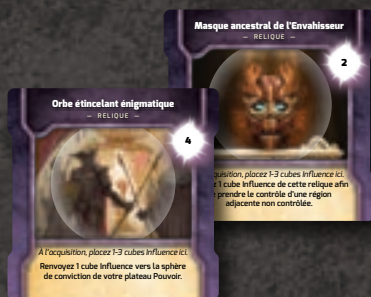 Masque ancestral de l'Envahisseur
— RELIQUE —
2
quisition, placez 1-3 cubes Influence ici.
1 cube Influence de cette relique afin
prendre le contrôle d'une région
adjacente non contrôlée.
Orbe étincelant énigmatique
— RELIQUE —
4
À l'acquisition, placez 1-3 cubes Influence ici.
Renvoyez 1 cube Influence vers la sphère
de conviction de votre plateau Pouvoir.